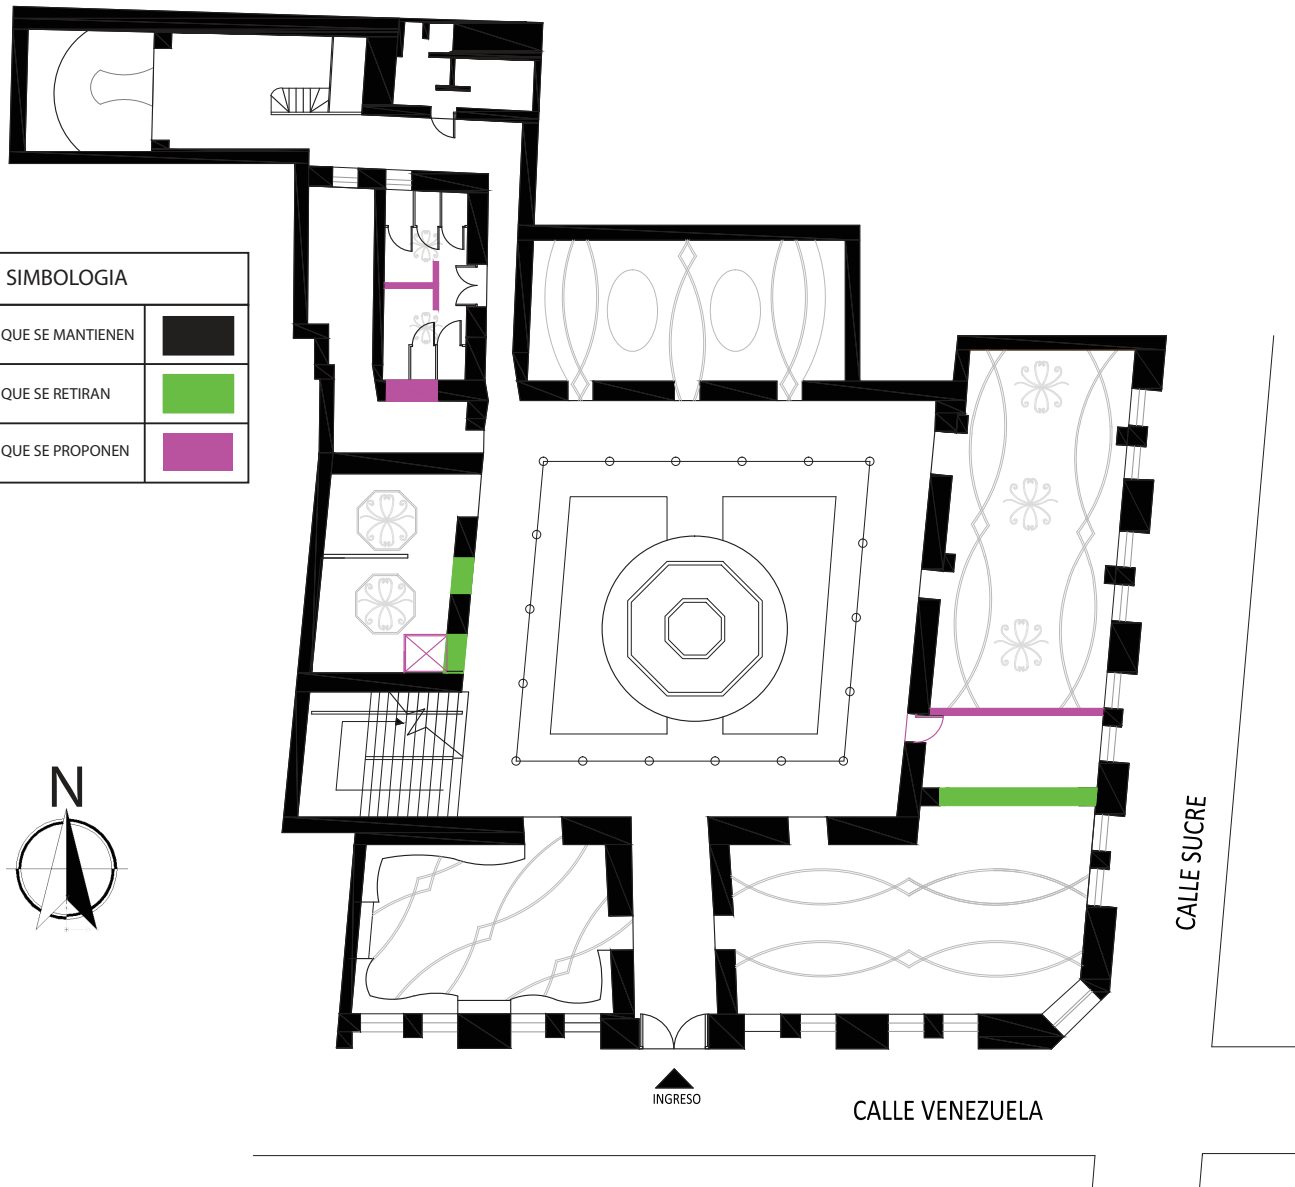 SIMBOLOGIA
QUE SE MANTIENEN
QUE SE RETIRAN
QUE SE PROPONEN
N
CALLE SUCRE
INGRESO
CALLE VENEZUELA